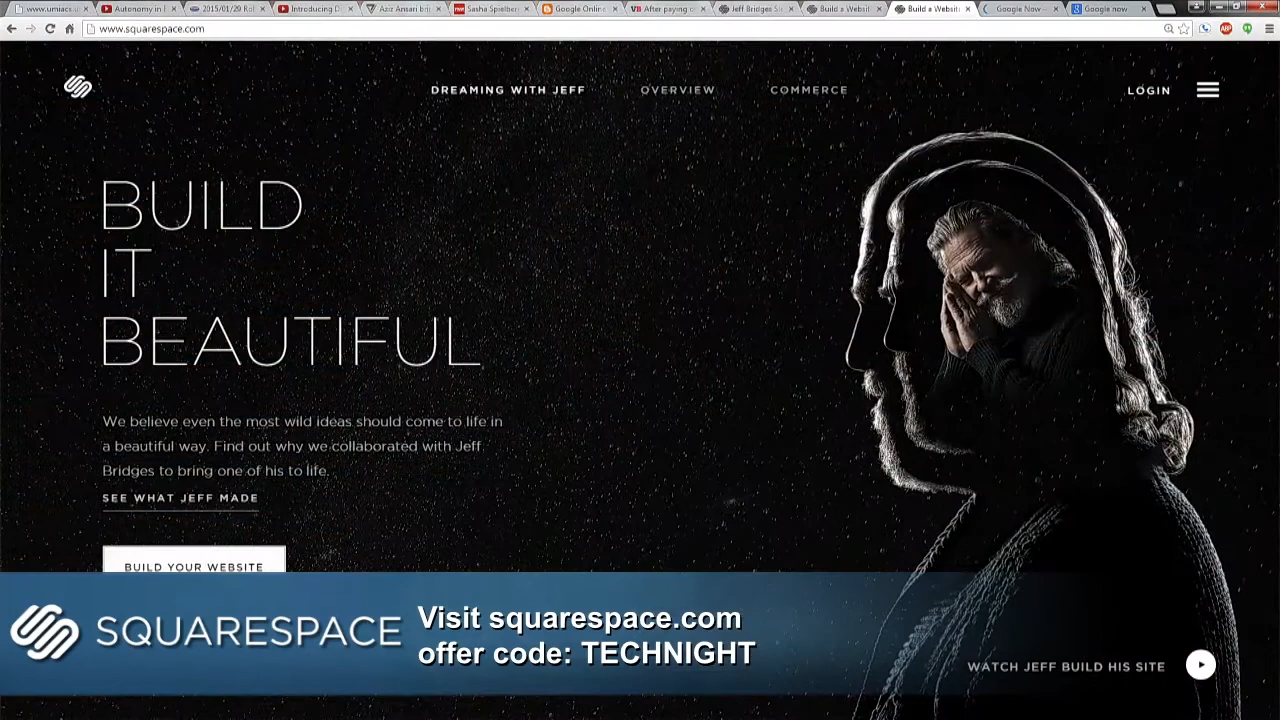 www.umiacs.u
Autonomy in I
2015/01/29 Rol
Introducing D
Aziz Ansari bri
Sasha Spielber
Google Online
After paying
Jeff Bridges S
Build a Websit
Build a Websit
Google Now
Google now
www.squarespace.com
DREAMING WITH JEFF
OVERVIEW
COMMERCE
LOGIN
BUILD
IT
BEAUTIFUL
We believe even the most wild ideas should come to life in
a beautiful way. Find out why we collaborated with Jeff
Bridges to bring one of his to life.
SEE WHAT JEFF MADE
BUILD YOUR WEBSITE
SQUARESPACE
Visit squarespace.com
offer code: TECHNIGHT
WATCH JEFF BUILD HIS SITE